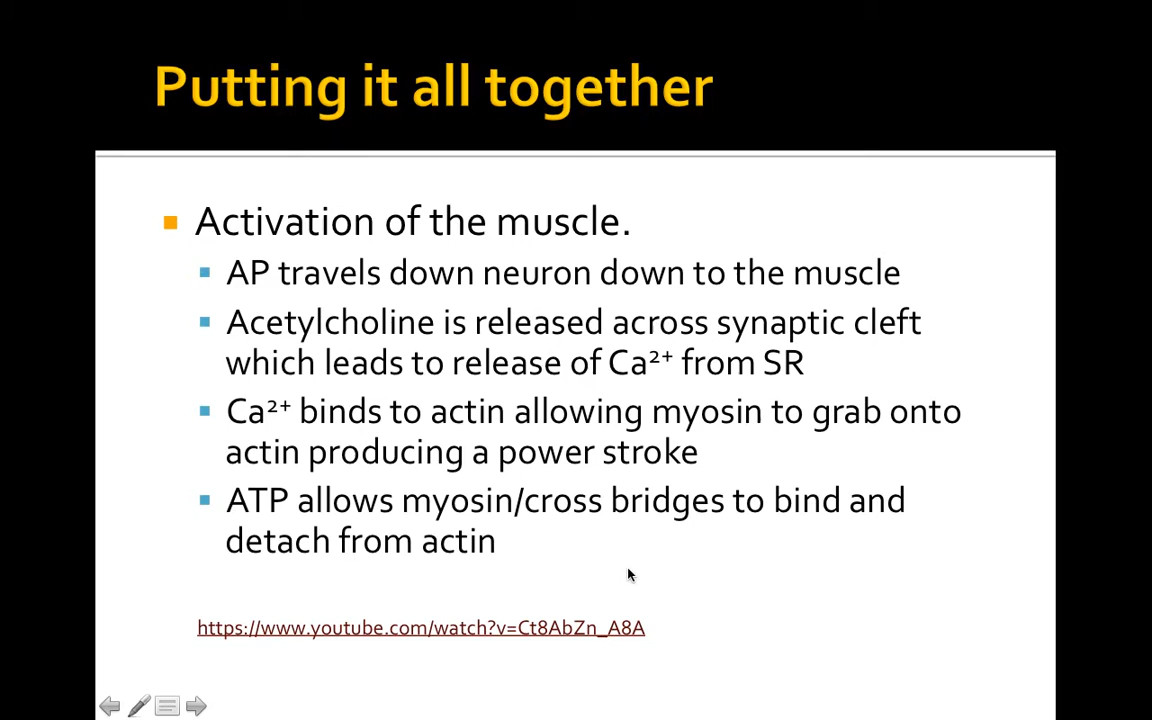 Putting it all together
Activation of the muscle.
AP travels down neuron down to the muscle
Acetylcholine is released across synaptic cleft
which leads to release of Ca²⁺ from SR
Ca²⁺ binds to actin allowing myosin to grab onto
actin producing a power stroke
ATP allows myosin/cross bridges to bind and
detach from actin
https://www.youtube.com/watch?v=Ct8AbZn_A8A